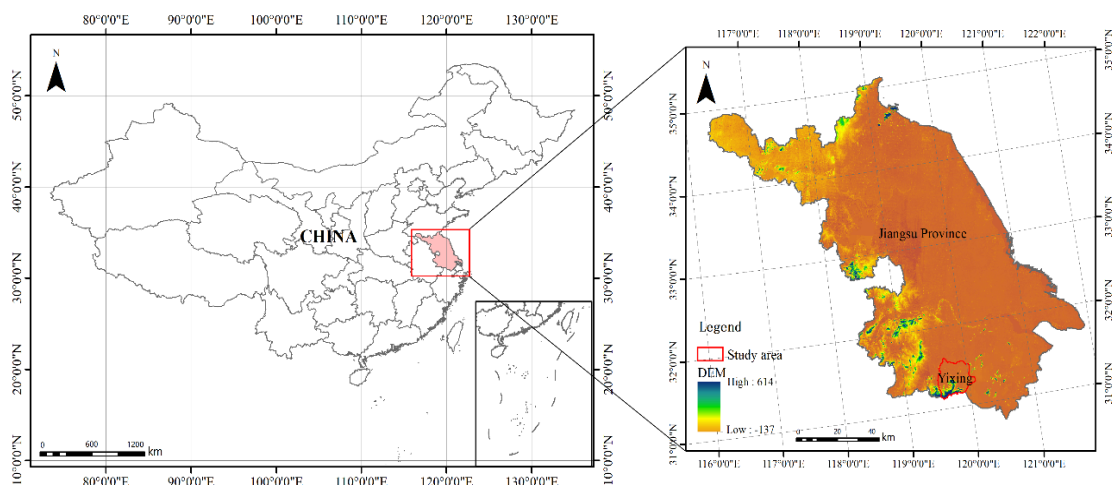 80°0'0"E 90°0'0"E 100°0'0"E 110°0'0"E 120°0'0"E 130°0'0"E
N
50°0'0"N 50°0'0"N
40°0'0"N 40°0'0"N
CHINA
30°0'0"N 30°0'0"N
20°0'0"N 20°0'0"N
0 600 1200 km
10°0'0"N 10°0'0"N
80°0'0"E 90°0'0"E 100°0'0"E 110°0'0"E 120°0'0"E 130°0'0"E
117°0'0"E 118°0'0"E 119°0'0"E 120°0'0"E 121°0'0"E 122°0'0"E
N
35°0'0"N
35°0'0"N 34°0'0"N
34°0'0"N 33°0'0"N
Jiangsu Province
33°0'0"N 32°0'0"N
Legend
Study area
DEM
High : 614
Low : -137
Yixing
32°0'0"N 31°0'0"N
0 20 40 km
31°0'0"N
116°0'0"E 117°0'0"E 118°0'0"E 119°0'0"E 120°0'0"E 121°0'0"E